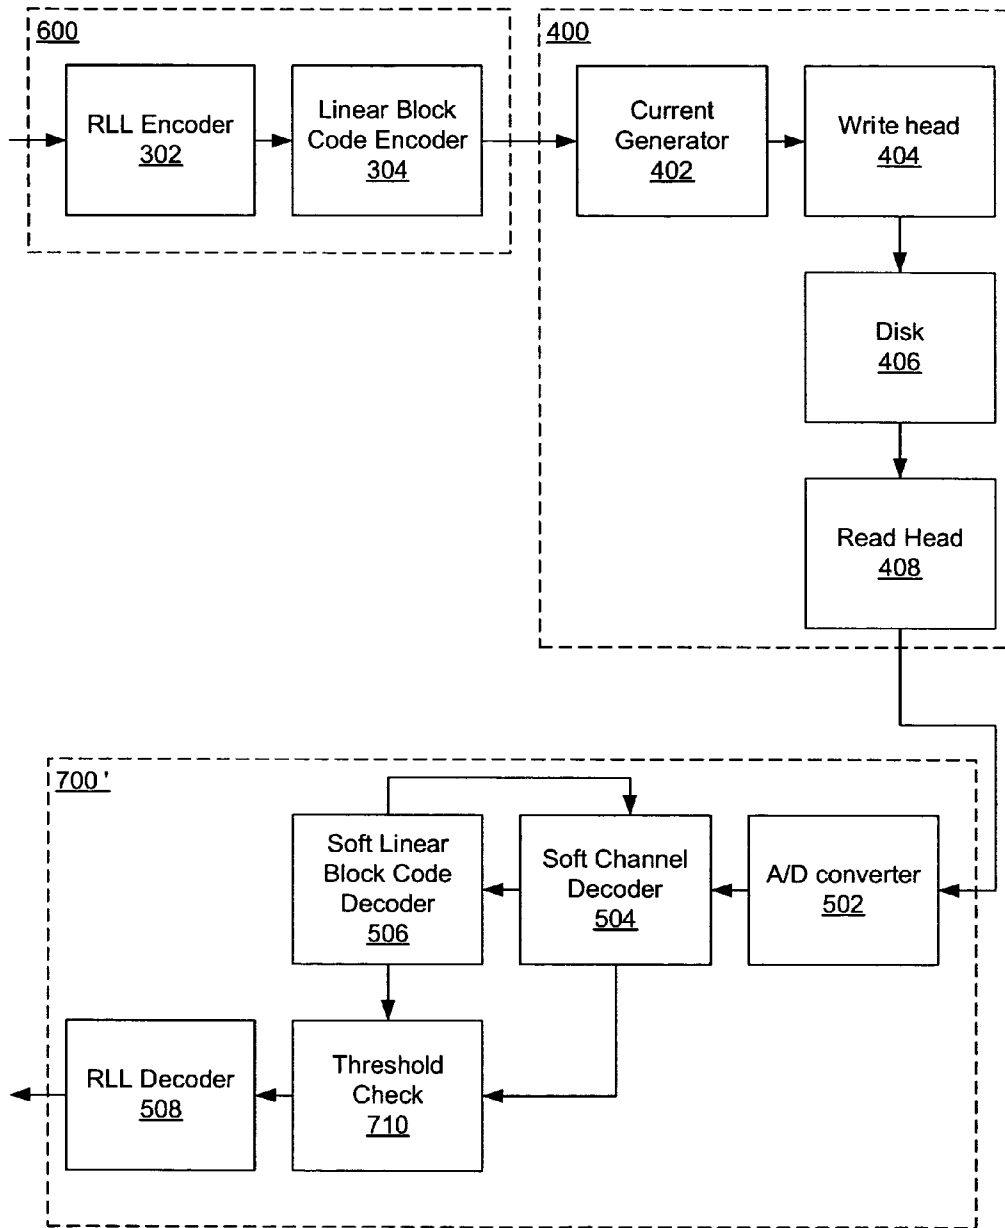 600
RLL Encoder
302
Linear Block
Code Encoder
304
400
Current
Generator
402
Write head
404
Disk
406
Read Head
408
700'
Soft Linear
Block Code
Decoder
506
Soft Channel
Decoder
504
A/D converter
502
RLL Decoder
508
Threshold
Check
710